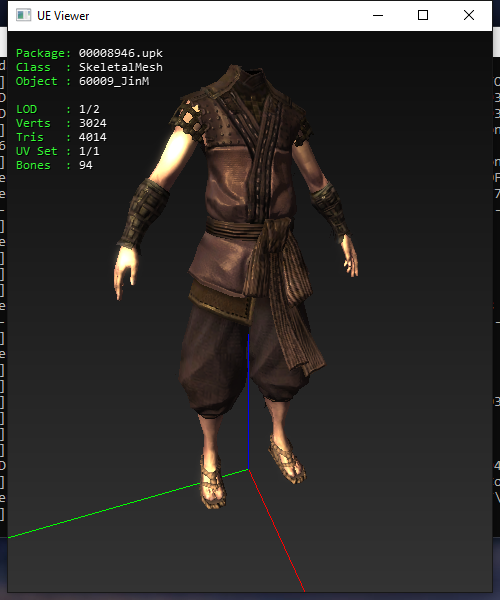 UE Viewer
Package: 00008946.upk
Class : SkeletalMesh
Object : 60009_JinM
LOD : 1/2
Verts : 3024
Tris : 4014
UV Set : 1/1
Bones : 94